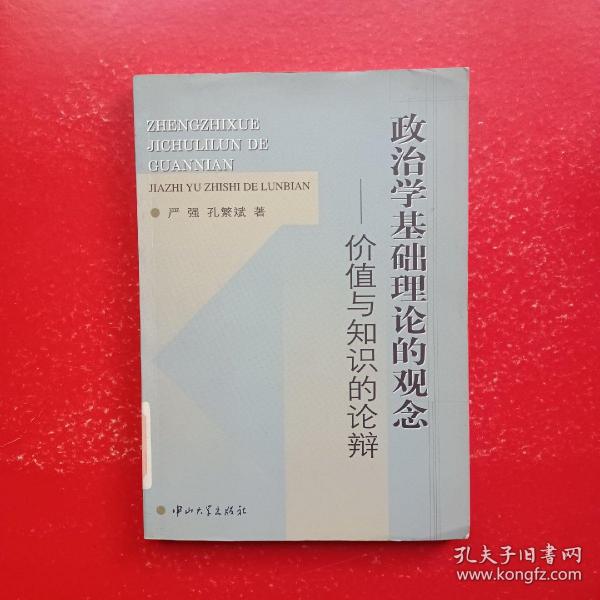 ZHENGZHIXUE
JICHULILUN DE
GUANNIAN
JIAZHI YU ZHISHI DE LUNBIAN
严 强 孔繁斌 著
政治学基础理论的观念
——价值与知识的论辩
中山大学出版社
孔夫子旧书网
www.kongfz.com